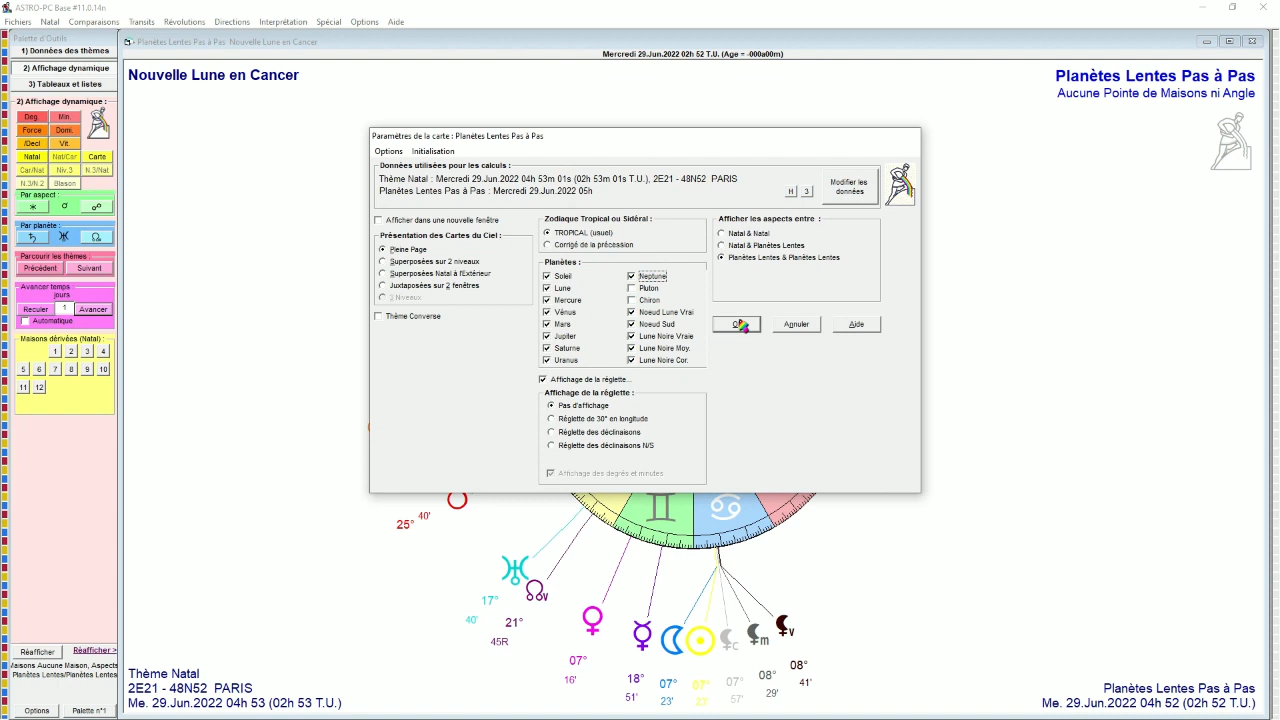 ASTRO-PC Base #11.0.14n
Fichiers Natal Comparaisons Transits Révolutions Directions Interprétation Spécial Options Aide
Palette d'Outils
Planètes Lentes Pas à Pas Nouvelle Lune en Cancer
1) Données des thèmes
Mercredi 29.Jun.2022 02h 52 T.U. (Age = -000a00m)
2) Affichage dynamique
3) Tableaux et listes
Nouvelle Lune en Cancer
Planètes Lentes Pas à Pas
Aucune Pointe de Maisons ni Angle
2) Affichage dynamique :
Deg. Min.
Force Domi.
/Decl Vit.
Natal Nat/Car Carte
Car/Nat Niv.3 N.3/Nat
N.3/N.2 Blason
Par aspect :
Par planète :
Parcourir les thèmes
Précédent Suivant
Avancer temps
jours
Reculer 1 Avancer
Automatique
Maisons dérivées (Natal) :
1 2 3 4
5 6 7 8 9 10
11 12
Réafficher Réafficher >
Maisons Aucune Maison, Aspects
Planètes Lentes/Planètes Lentes
Options Palette n°1
Paramètres de la carte : Planètes Lentes Pas à Pas
Options Initialisation
Données utilisées pour les calculs :
Thème Natal : Mercredi 29.Jun.2022 04h 53m 01s (02h 53m 01s T.U.), 2E21 - 48N52 PARIS
Planètes Lentes Pas à Pas : Mercredi 29.Jun.2022 05h
H 3
Modifier les
données
Afficher dans une nouvelle fenêtre
Présentation des Cartes du Ciel :
Pleine Page
Superposées sur 2 niveaux
Superposées Natal à l'Extérieur
Juxtaposées sur 2 fenêtres
3 Niveaux
Thème Converse
Zodiaque Tropical ou Sidéral :
TROPICAL (usuel)
Corrigé de la précession
Planètes :
Soleil Neptune
Lune Pluton
Mercure Chiron
Vénus Noeud Lune Vrai
Mars Noeud Sud
Jupiter Lune Noire Vraie
Saturne Lune Noire Moy.
Uranus Lune Noire Cor.
Affichage de la réglette...
Affichage de la réglette :
Pas d'affichage
Réglette de 30° en longitude
Réglette des déclinaisons
Réglette des déclinaisons N/S
Affichage des degrés et minutes
Afficher les aspects entre :
Natal & Natal
Natal & Planètes Lentes
Planètes Lentes & Planètes Lentes
Annuler Aide
25° 40'
17°
40'
V
21°
45R
07°
16'
18°
51'
07°
23'
07°
23'
c
07°
57'
m
08°
29'
V
08°
41'
Thème Natal
2E21 - 48N52 PARIS
Me. 29.Jun.2022 04h 53 (02h 53 T.U.)
Planètes Lentes Pas à Pas
Me. 29.Jun.2022 04h 52 (02h 52 T.U.)